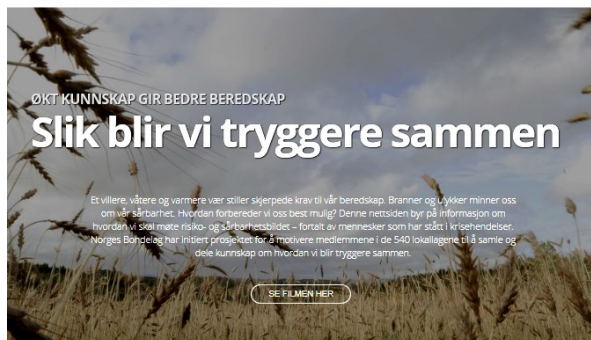 ØKT KUNNSKAP GIR BEDRE BEREDSKAP
Slik blir vi tryggere sammen
Et villere, våtere og varmere vær stiller skjerpede krav til vår beredskap. Branner og ulykker minner oss
om vår sårbarhet. Hvordan forbereder vi oss best mulig? Denne nettsiden byr på informasjon om
hvordan vi skal møte risiko- og sårbarhetsbildet – fortalt av mennesker som har stått i krisehendelser.
Norges Bondelag har initiert prosjektet for å motivere medlemmene i de 540 lokallagene til å samle og
dele kunnskap om hvordan vi blir tryggere sammen.
SE FILMEN HER